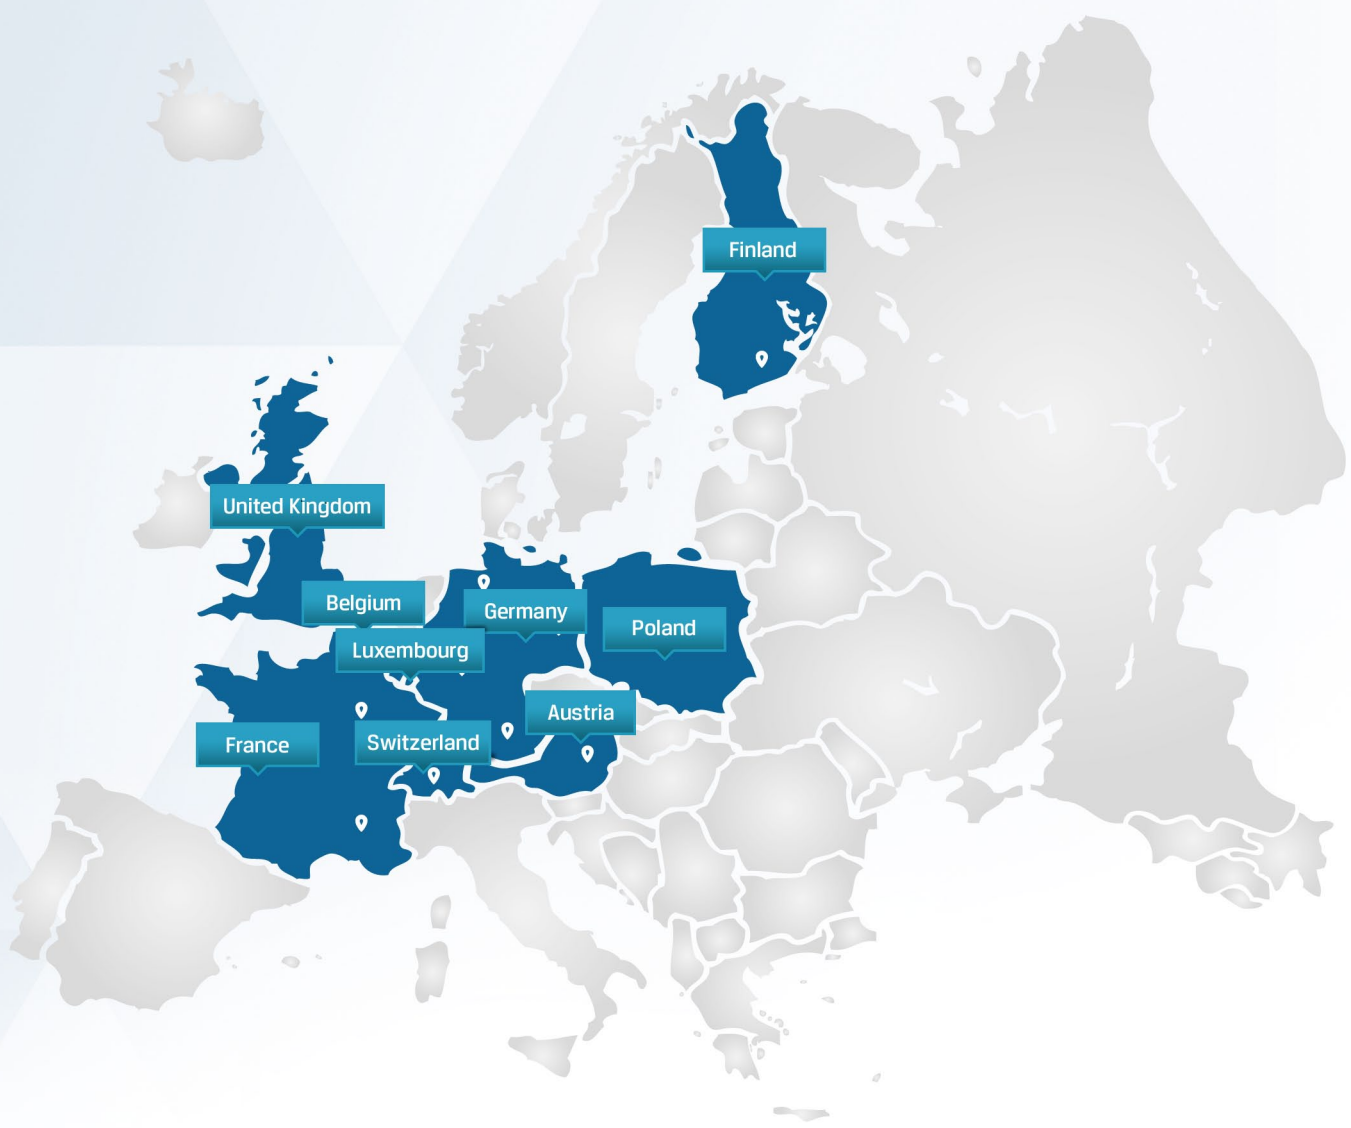 Finland
United Kingdom
Belgium
Germany
Poland
Luxembourg
Austria
France
Switzerland